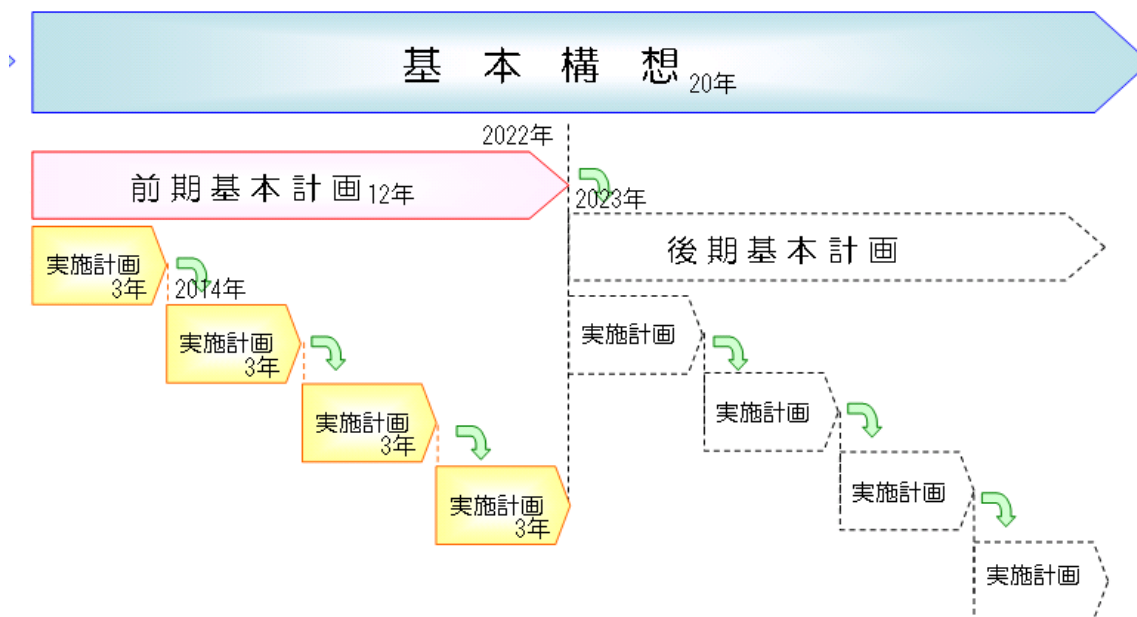 基本構想20年
2022年
前期基本計画12年
2023年
後期基本計画
実施計画
3年
2014年
実施計画
3年
実施計画
3年
実施計画
3年
実施計画
実施計画
実施計画
実施計画